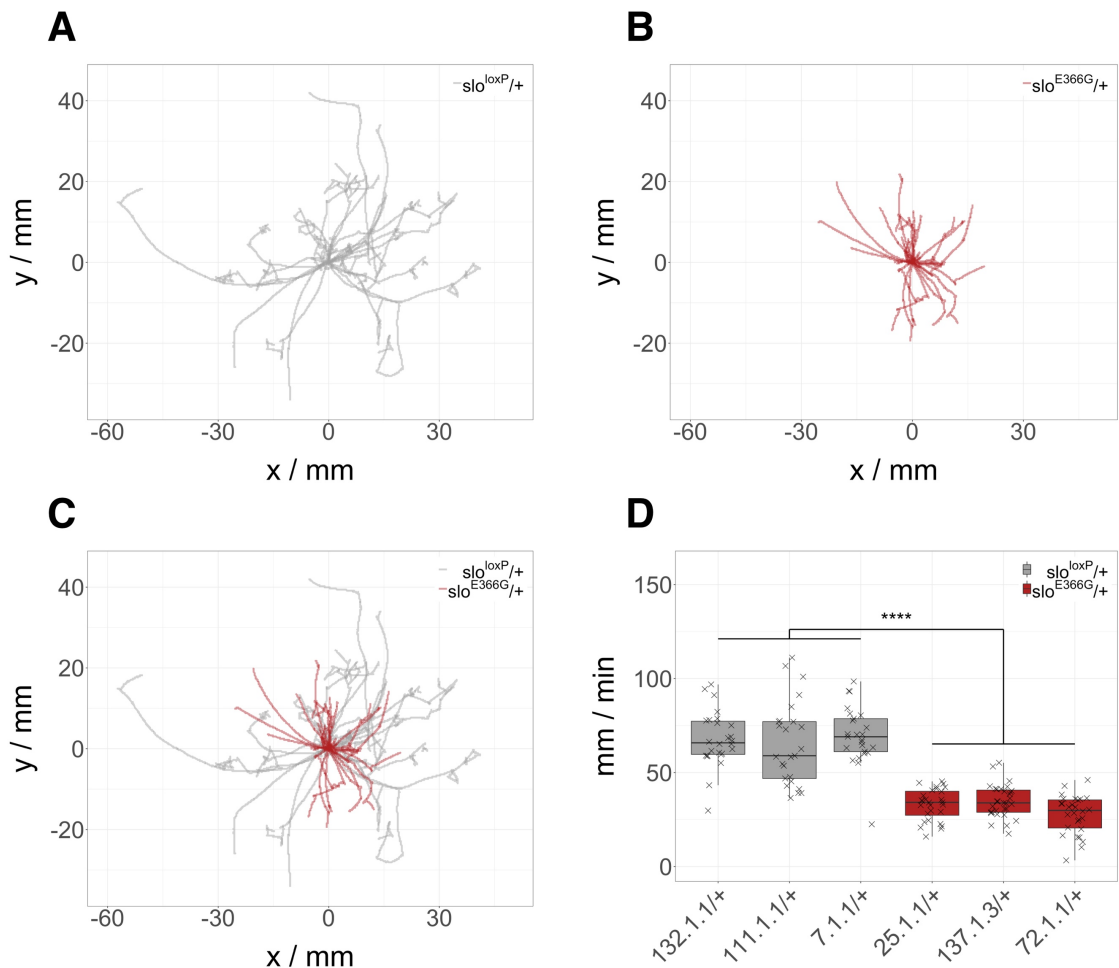 A
slo^loxP/+
40
20
0
-20
y / mm
-60 -30 0 30
x / mm
B
slo^E366G/+
40
20
0
-20
y / mm
-60 -30 0 30
x / mm
C
slo^loxP/+
slo^E366G/+
40
20
0
-20
y / mm
-60 -30 0 30
x / mm
D
slo^loxP/+
slo^E366G/+
****
150
100
50
0
mm / min
132.1.1/+ 111.1.1/+ 7.1.1/+ 25.1.1/+ 137.1.3/+ 72.1.1/+